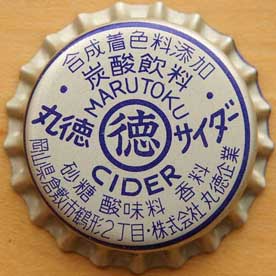 ・合成着色料添加・
炭酸飲料
MARUTOKU
丸徳 徳 サイダー
CIDER
砂糖 酸味料 香料
岡山県倉敷市鶴形2丁目・株式会社丸徳企業